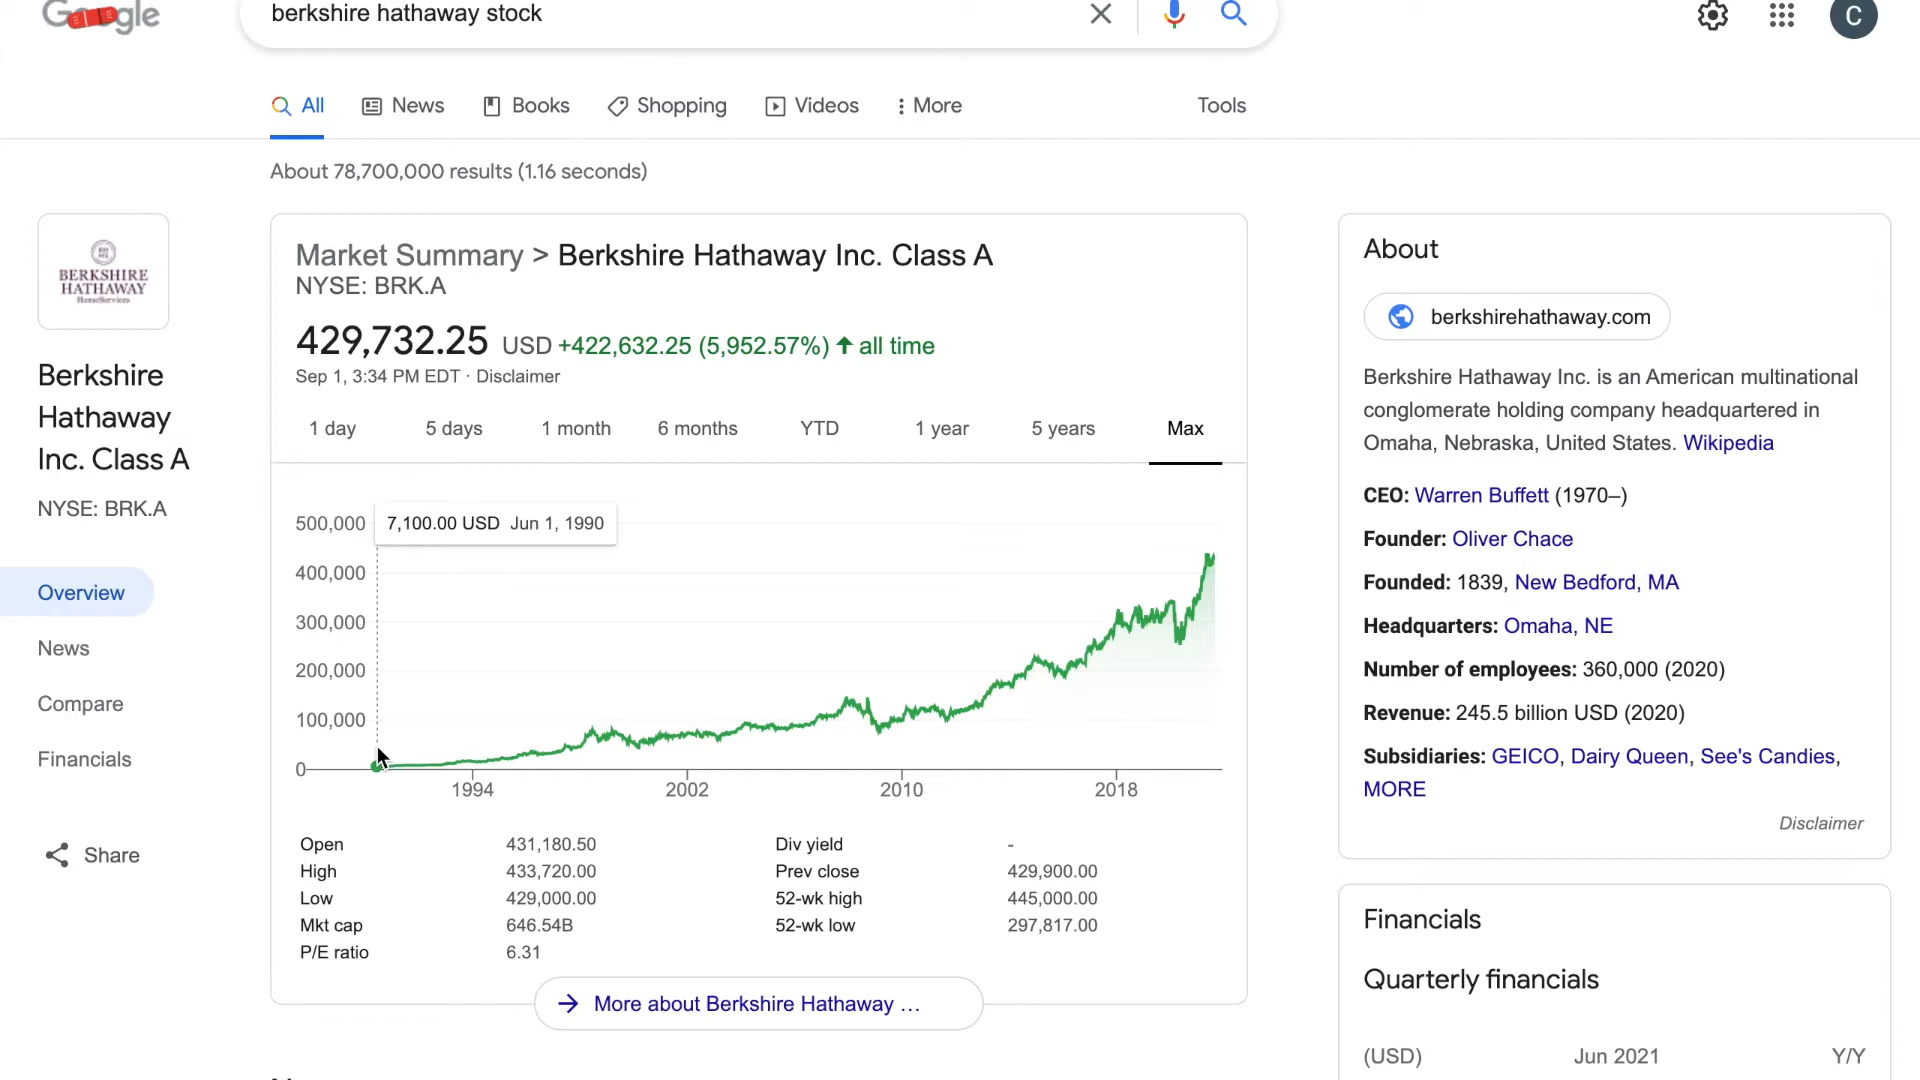 Google
berkshire hathaway stock
C
All News Books Shopping Videos More Tools
About 78,700,000 results (1.16 seconds)
BERKSHIRE
HATHAWAY
HomeServices
Berkshire
Hathaway
Inc. Class A
NYSE: BRK.A
Overview
News
Compare
Financials
Share
Market Summary > Berkshire Hathaway Inc. Class A
NYSE: BRK.A
429,732.25 USD +422,632.25 (5,952.57%) all time
Sep 1, 3:34 PM EDT · Disclaimer
1 day 5 days 1 month 6 months YTD 1 year 5 years Max
7,100.00 USD Jun 1, 1990
500,000
400,000
300,000
200,000
100,000
0
1994 2002 2010 2018
Open 431,180.50 Div yield -
High 433,720.00 Prev close 429,900.00
Low 429,000.00 52-wk high 445,000.00
Mkt cap 646.54B 52-wk low 297,817.00
P/E ratio 6.31
More about Berkshire Hathaway …
About
berkshirehathaway.com
Berkshire Hathaway Inc. is an American multinational
conglomerate holding company headquartered in
Omaha, Nebraska, United States. Wikipedia
CEO: Warren Buffett (1970–)
Founder: Oliver Chace
Founded: 1839, New Bedford, MA
Headquarters: Omaha, NE
Number of employees: 360,000 (2020)
Revenue: 245.5 billion USD (2020)
Subsidiaries: GEICO, Dairy Queen, See's Candies,
MORE
Disclaimer
Financials
Quarterly financials
(USD) Jun 2021 Y/Y